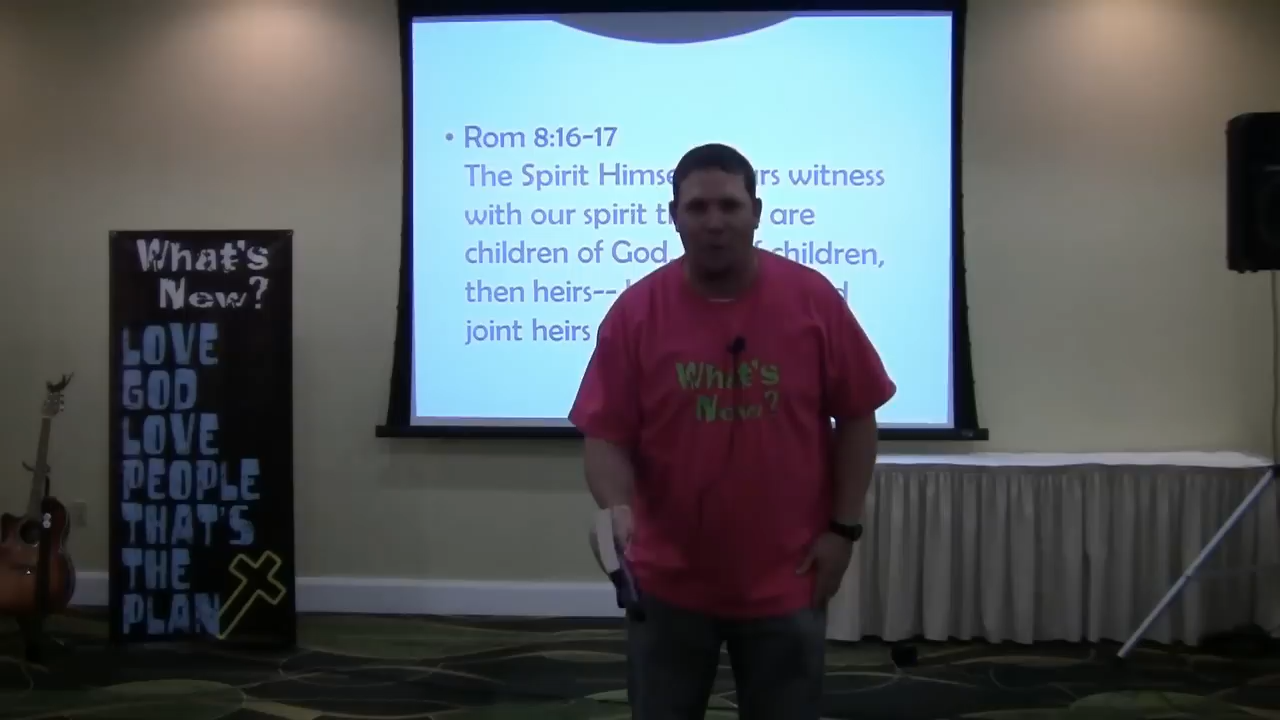 • Rom 8:16-17
The Spirit Himse rs witness
with our spirit t are
children of God. f children,
then heirs-- d
joint heirs
What's
New?
LOVE
GOD
LOVE
PEOPLE
THAT'S
THE
PLAN
What's
New?